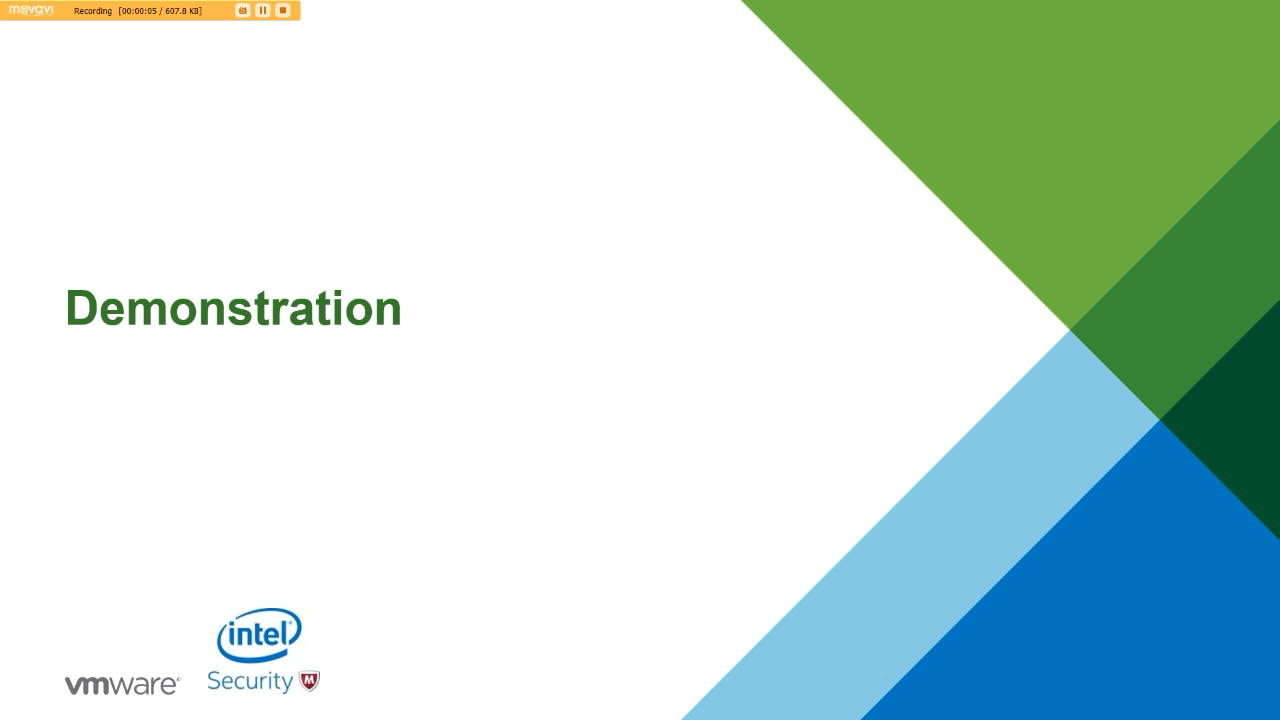 movavi Recording [00:00:05 / 607.8 KB]
Demonstration
intel®
Security M
vmware®